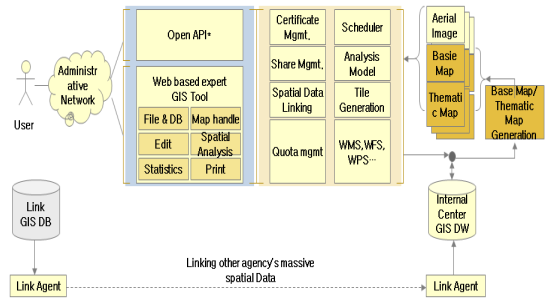 User
Administr
ative
Network
Open API*
Web based expert
GIS Tool
File & DB
Map handle
Edit
Spatial
Analysis
Statistics
Print
Certificate
Mgmt.
Scheduler
Share Mgmt.
Analysis
Model
Spatial Data
Linking
Tile
Generation
Quota mgmt
WMS,WFS,
WPS…
Aerial
Image
Basie
Map
Themati
c Map
Base Map/
Thematic
Map
Generation
Link
GIS DB
Internal
Center
GIS DW
Link Agent
Linking other agency's massive
spatial Data
Link Agent